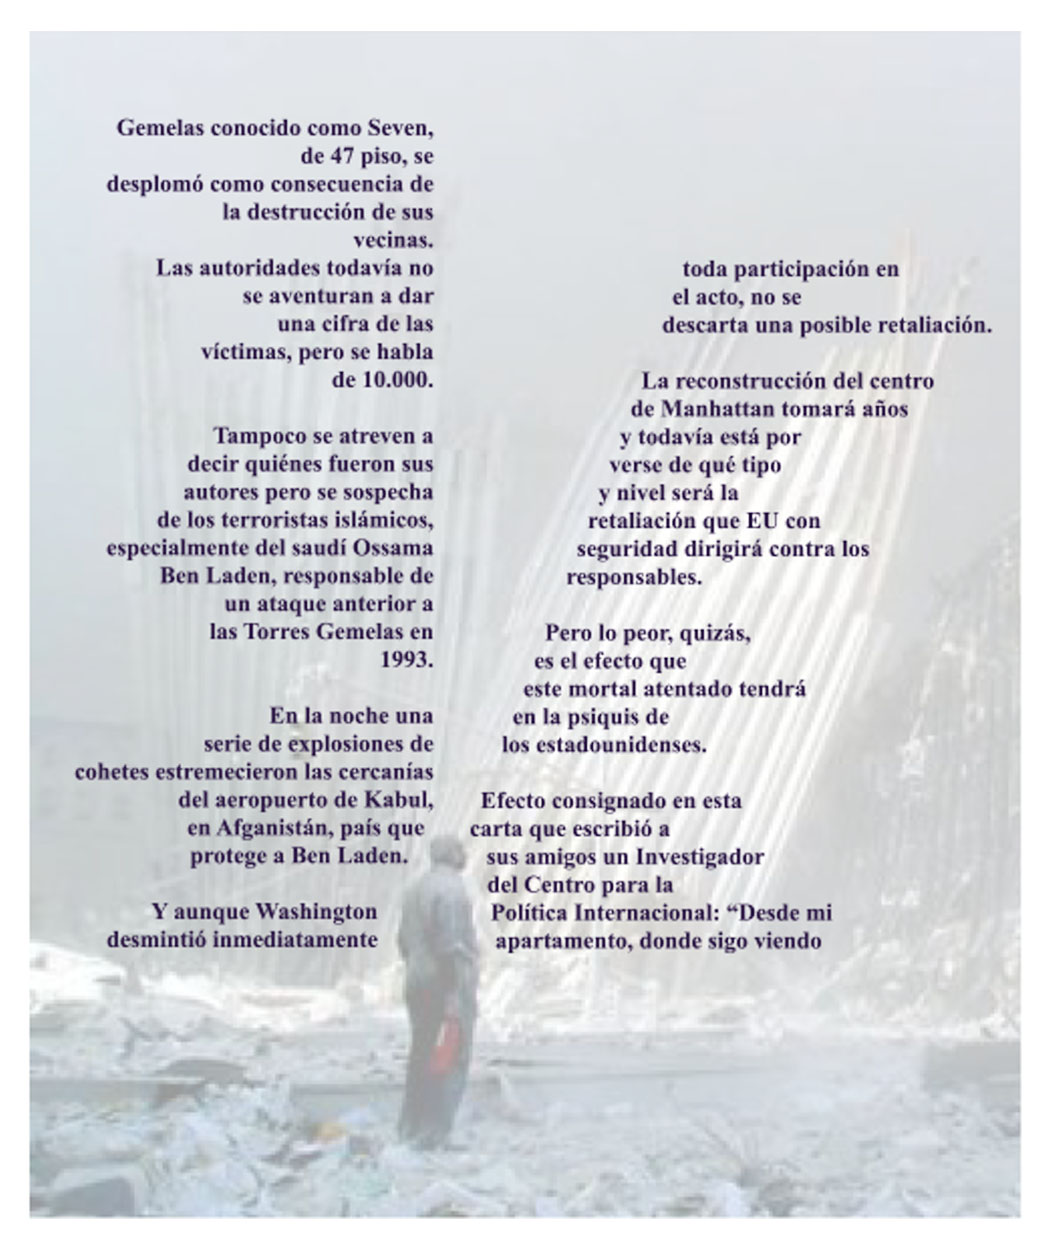 Gemelas conocido como Seven,
de 47 piso, se
desplomó como consecuencia de
la destrucción de sus
vecinas.
Las autoridades todavía no
se aventuran a dar
una cifra de las
víctimas, pero se habla
de 10.000.
Tampoco se atreven a
decir quiénes fueron sus
autores pero se sospecha
de los terroristas islámicos,
especialmente del saudí Ossama
Ben Laden, responsable de
un ataque anterior a
las Torres Gemelas en
1993.
En la noche una
serie de explosiones de
cohetes estremecieron las cercanías
del aeropuerto de Kabul,
en Afganistán, país que
protege a Ben Laden.
Y aunque Washington
desmintió inmediatamente
toda participación en
el acto, no se
descarta una posible retaliación.
La reconstrucción del centro
de Manhattan tomará años
y todavía está por
verse de qué tipo
y nivel será la
retaliación que EU con
seguridad dirigirá contra los
responsables.
Pero lo peor, quizás,
es el efecto que
este mortal atentado tendrá
en la psiquis de
los estadounidenses.
Efecto consignado en esta
carta que escribió a
sus amigos un Investigador
del Centro para la
Política Internacional: “Desde mi
apartamento, donde sigo viendo